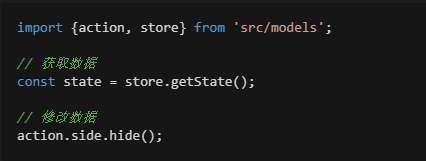 import {action, store} from 'src/models';
// 获取数据
const state = store.getState();
// 修改数据
action.side.hide();